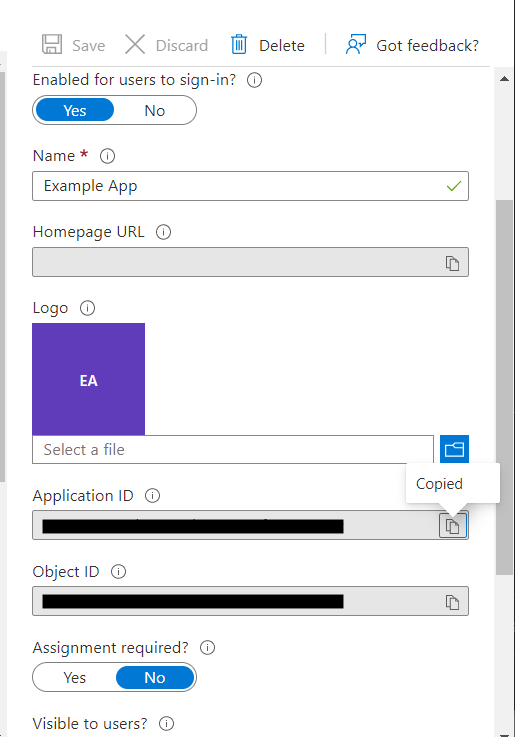 Save Discard Delete Got feedback?
Enabled for users to sign-in?
Yes No
Name *
Example App
Homepage URL
Logo
EA
Select a file
Copied
Application ID
Object ID
Assignment required?
Yes No
Visible to users?